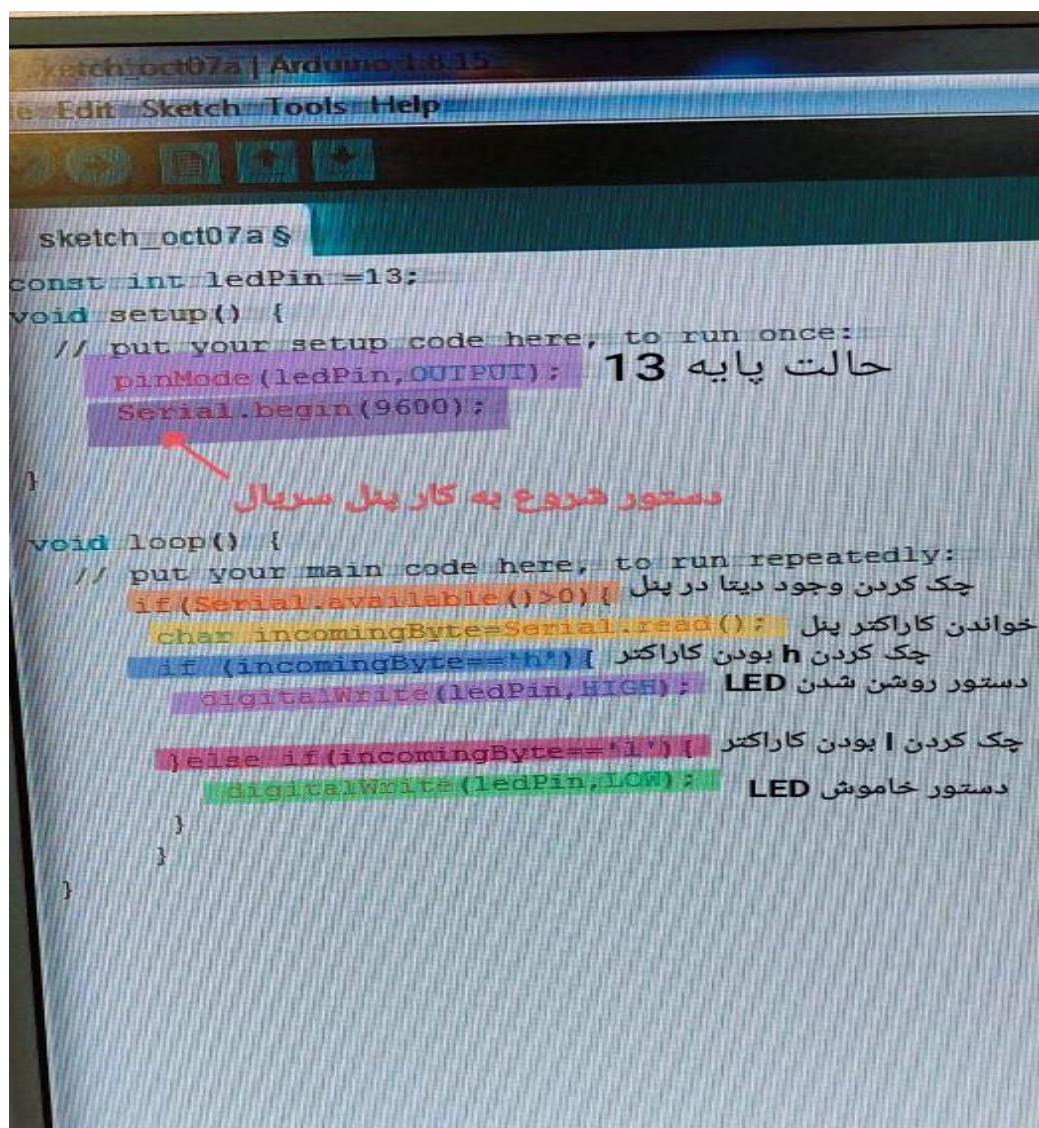 ketch_oct07a | Arduino 1.8.15
e Edit Sketch Tools Help
sketch_oct07a §
const int ledPin =13;
void setup() {
// put your setup code here, to run once:
pinMode(ledPin,OUTPUT); حالت پایه 13
Serial.begin(9600);
}
دستور شروع به کار پنل سریال
void loop() {
// put your main code here, to run repeatedly:
if(Serial.available()>0){ چک کردن وجود دیتا در پنل
char incomingByte=Serial.read(); خواندن کاراکتر پنل
if (incomingByte=='h'){ چک کردن h بودن کاراکتر
digitalWrite(ledPin,HIGH); دستور روشن شدن LED
}else if(incomingByte=='l'){ چک کردن l بودن کاراکتر
digitalWrite(ledPin,LOW); دستور خاموش LED
}
}
}